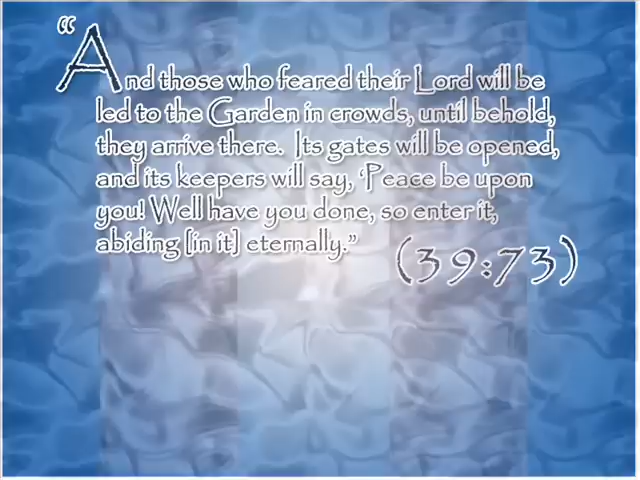 “And those who feared their Lord will be
led to the Garden in crowds, until behold,
they arrive there. Its gates will be opened,
and its keepers will say, ‘Peace be upon
you! Well have you done, so enter it,
abiding [in it] eternally.”
(39:73)